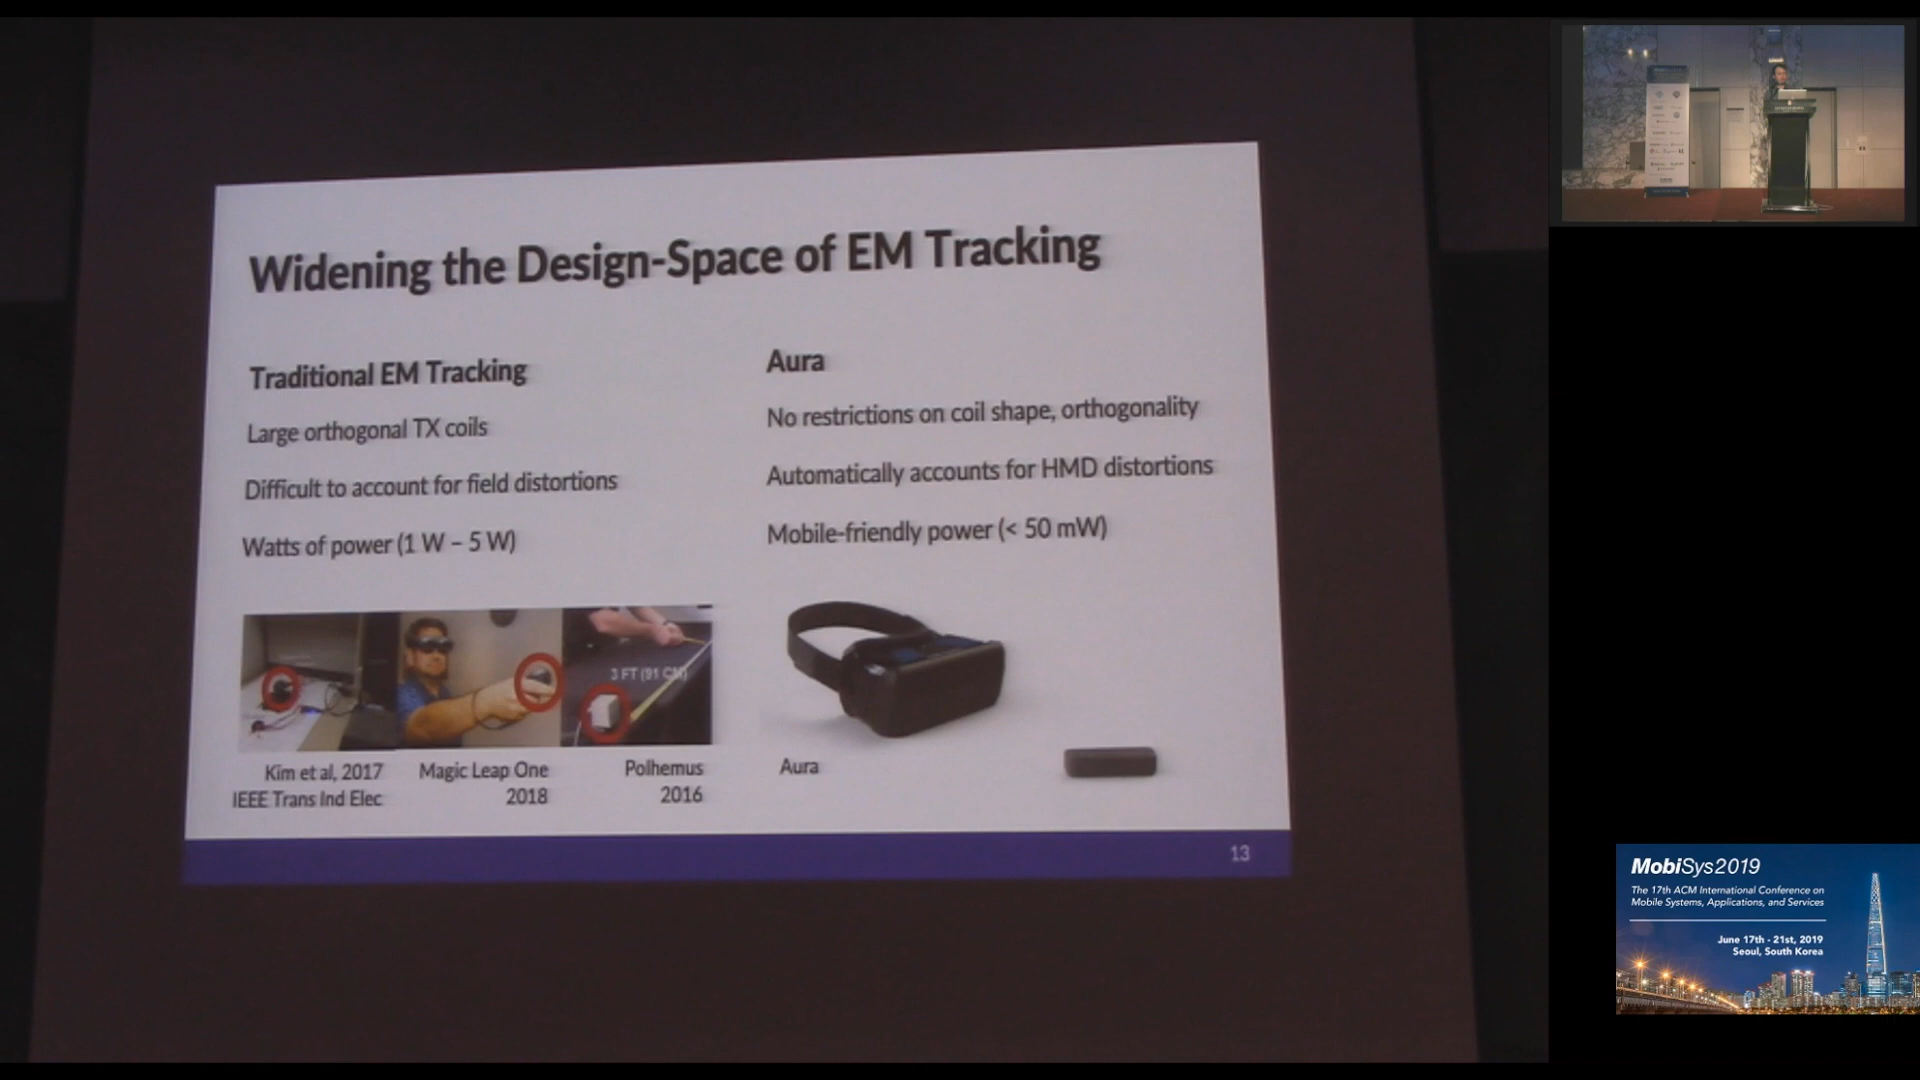 Widening the Design-Space of EM Tracking
Traditional EM Tracking
Large orthogonal TX coils
Difficult to account for field distortions
Watts of power (1 W – 5 W)
Aura
No restrictions on coil shape, orthogonality
Automatically accounts for HMD distortions
Mobile-friendly power (< 50 mW)
3 FT (91 CM)
Kim et al, 2017
IEEE Trans Ind Elec
Magic Leap One
2018
Polhemus
2016
Aura
13
MobiSys2019
The 17th ACM International Conference on
Mobile Systems, Applications, and Services
June 17th - 21st, 2019
Seoul, South Korea